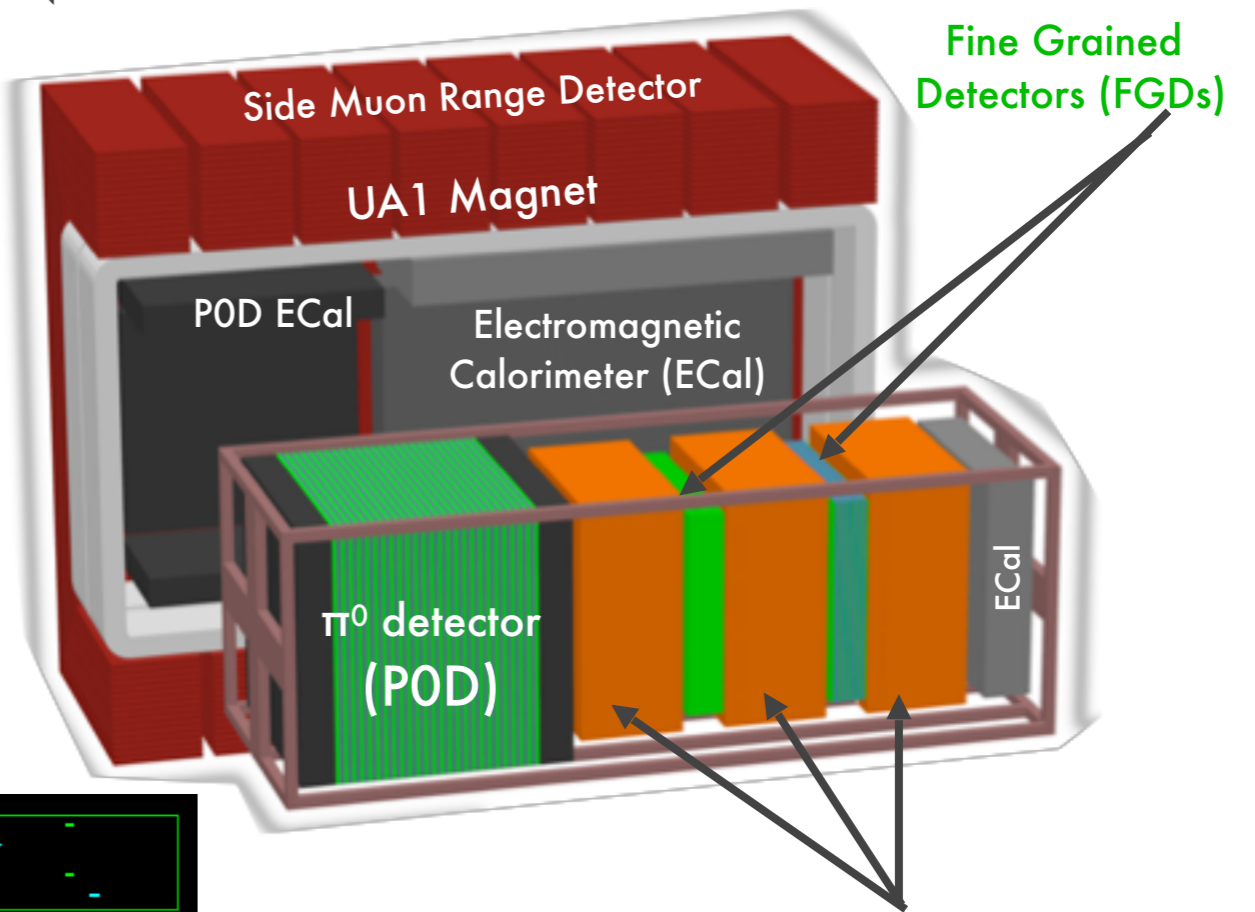 Fine Grained
Detectors (FGDs)
Side Muon Range Detector
UA1 Magnet
P0D ECal
Electromagnetic
Calorimeter (ECal)
ECal
π⁰ detector
(P0D)